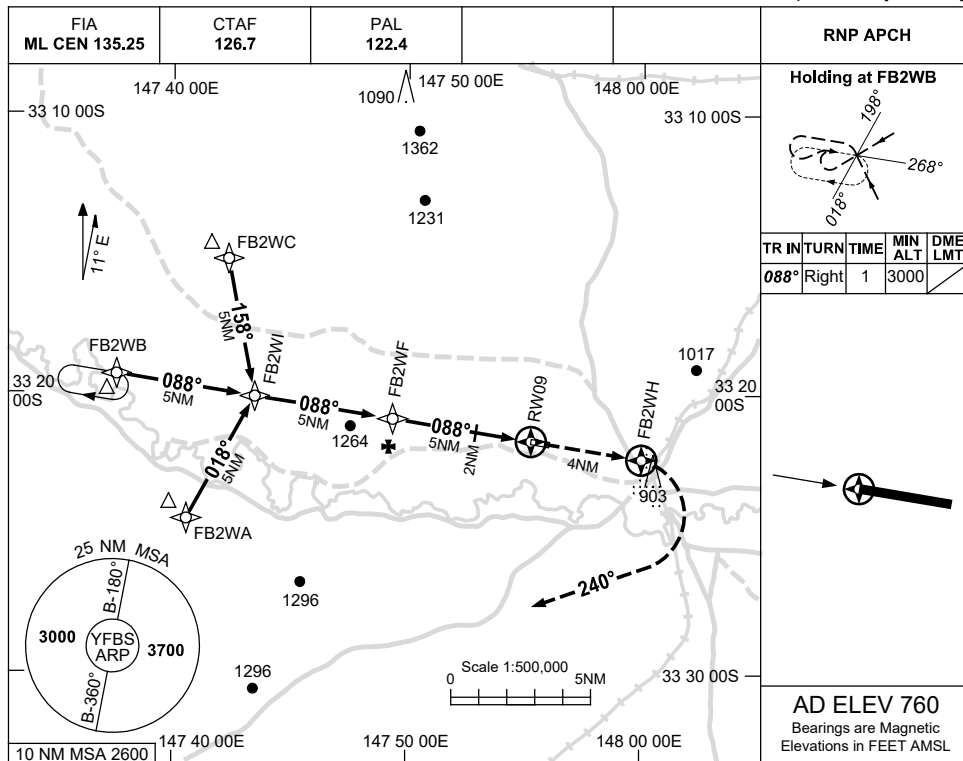 FIA
ML CEN 135.25
CTAF
126.7
PAL
122.4
RNP APCH
147 40 00E
147 50 00E
148 00 00E
1090
33 10 00S
33 10 00S
1362
1231
Holding at FB2WB
198°
268°
018°
TR IN
TURN
TIME
MIN ALT
DME LMT
088°
Right
1
3000
11° E
FB2WC
158°
5NM
FB2WB
FB2WI
FB2WF
RW09
FB2WH
1017
33 20
00S
33 20
00S
088°
5NM
088°
5NM
088°
5NM
2NM
4NM
1264
018°
5NM
FB2WA
903
240°
25 NM MSA
B-180°
3000
YFBS
ARP
3700
B-360°
1296
1296
Scale 1:500,000
0
5NM
33 30 00S
147 40 00E
147 50 00E
148 00 00E
10 NM MSA 2600
AD ELEV 760
Bearings are Magnetic
Elevations in FEET AMSL